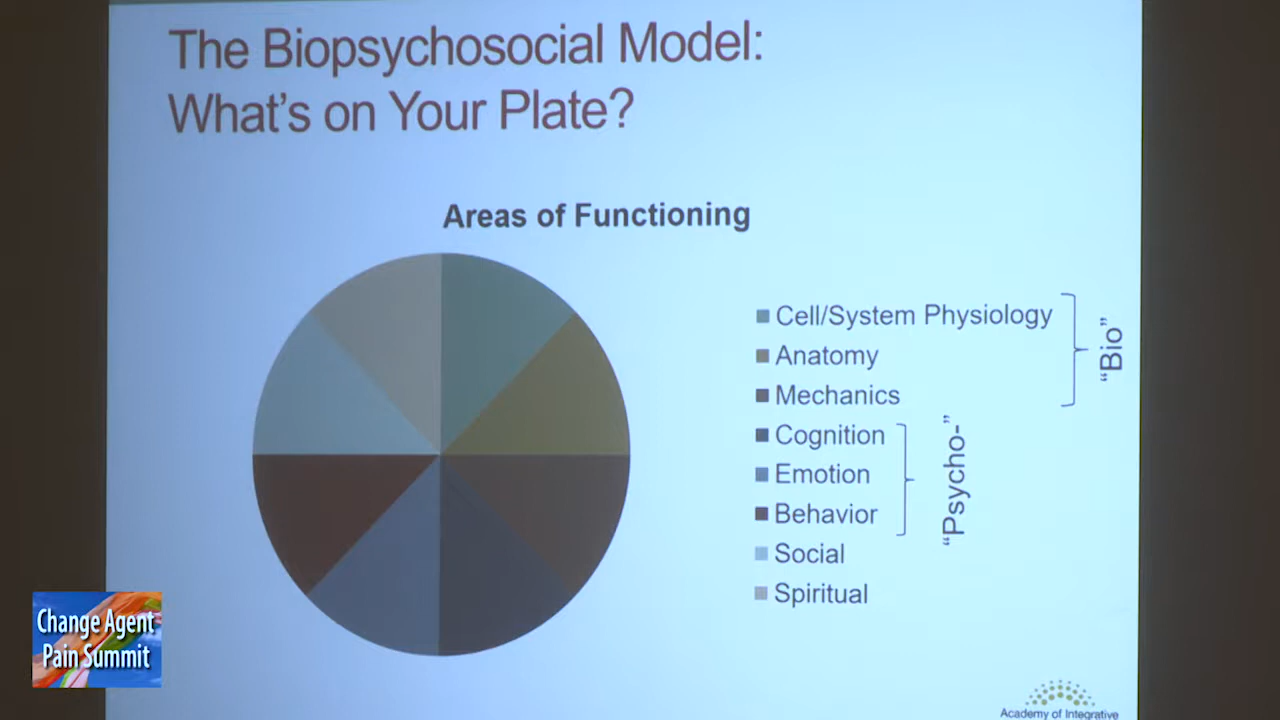 The Biopsychosocial Model:
What's on Your Plate?
Areas of Functioning
Cell/System Physiology
Anatomy
Mechanics
Cognition
Emotion
Behavior
Social
Spiritual
"Bio"
"Psycho-"
Change Agent
Pain Summit
Academy of Integrative